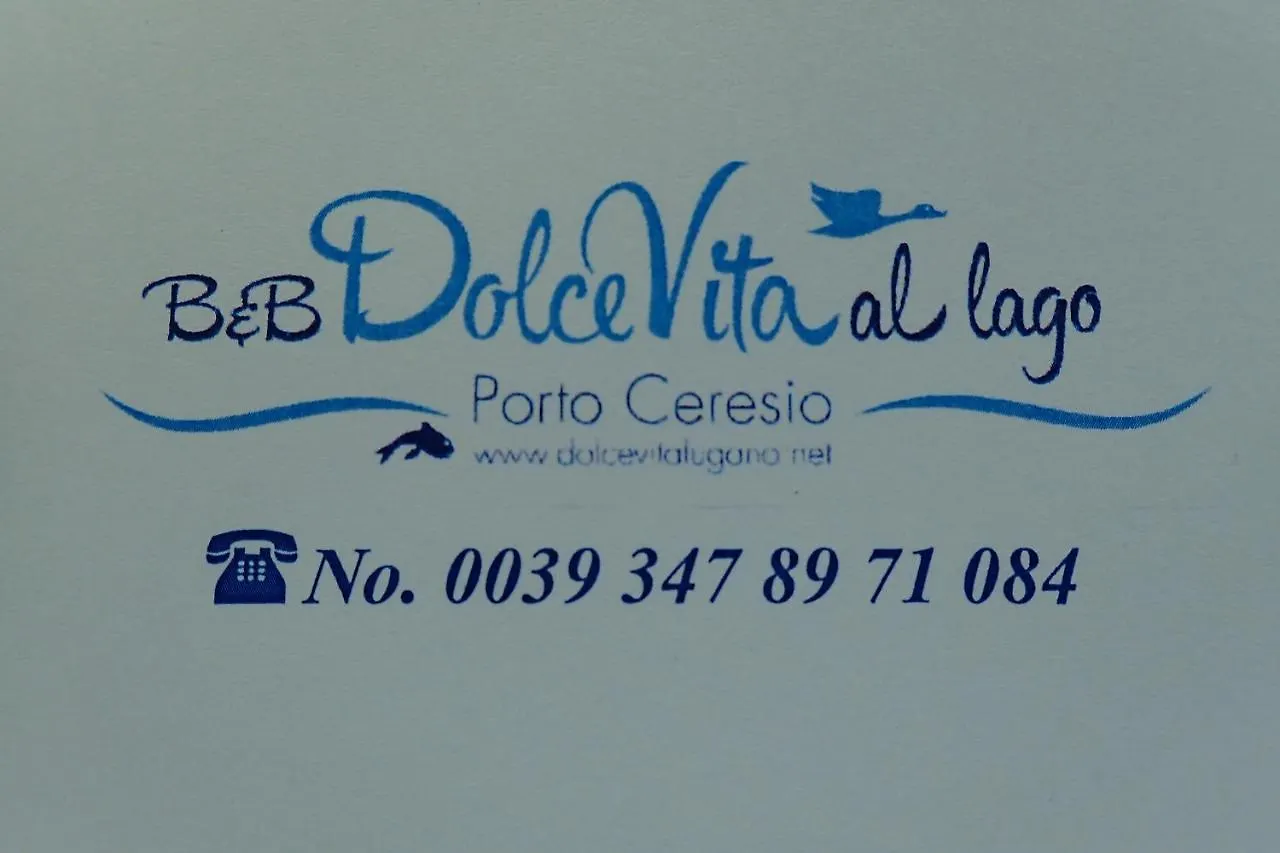 B&B DolceVita al lago
Porto Ceresio
www.dolcevitalugano.net
No. 0039 347 89 71 084